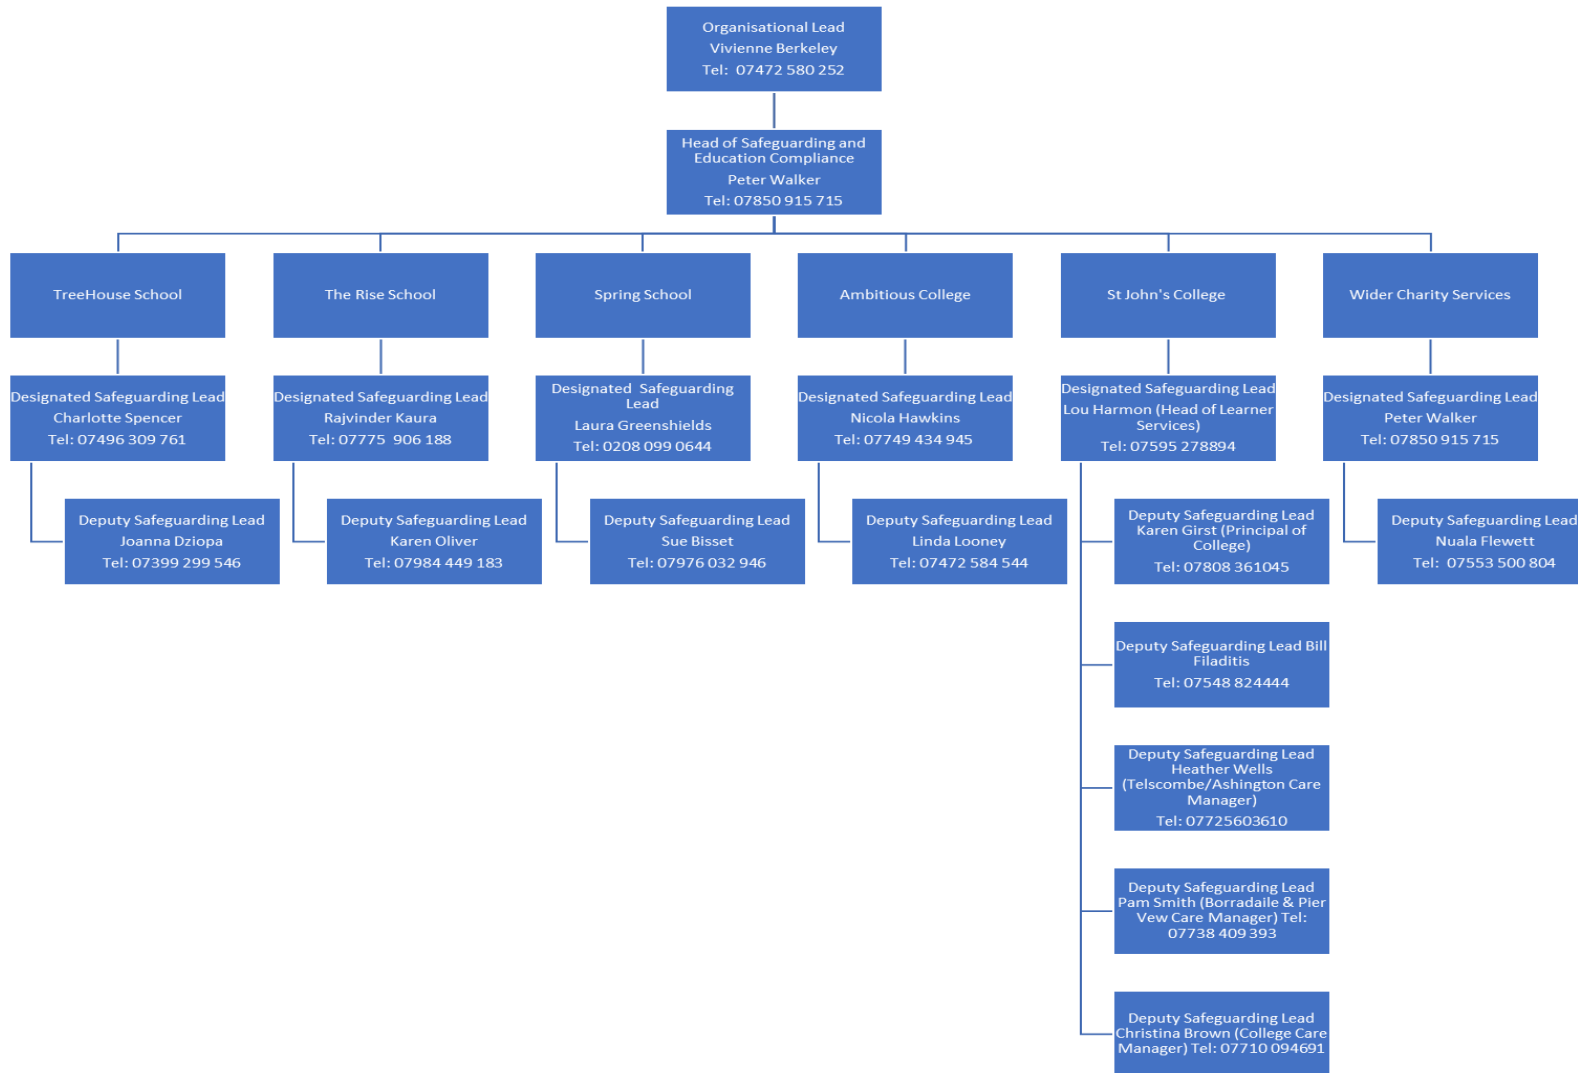 Organisational Lead
Vivienne Berkeley
Tel: 07472 580 252
Head of Safeguarding and
Education Compliance
Peter Walker
Tel: 07850 915 715
TreeHouse School
The Rise School
Spring School
Ambitious College
St John's College
Wider Charity Services
Designated Safeguarding Lead
Charlotte Spencer
Tel: 07496 309 761
Designated Safeguarding Lead
Rajvinder Kaura
Tel: 07775 906 188
Designated Safeguarding
Lead
Laura Greenshields
Tel: 0208 099 0644
Designated Safeguarding Lead
Nicola Hawkins
Tel: 07749 434 945
Designated Safeguarding Lead
Lou Harmon (Head of Learner
Services)
Tel: 07595 278894
Designated Safeguarding Lead
Peter Walker
Tel: 07850 915 715
Deputy Safeguarding Lead
Joanna Dziopa
Tel: 07399 299 546
Deputy Safeguarding Lead
Karen Oliver
Tel: 07984 449 183
Deputy Safeguarding Lead
Sue Bisset
Tel: 07976 032 946
Deputy Safeguarding Lead
Linda Looney
Tel: 07472 584 544
Deputy Safeguarding Lead
Karen Girst (Principal of
College)
Tel: 07808 361045
Deputy Safeguarding Lead
Nuala Flewett
Tel: 07553 500 804
Deputy Safeguarding Lead Bill
Filaditis
Tel: 07548 824444
Deputy Safeguarding Lead
Heather Wells
(Telscombe/Ashington Care
Manager)
Tel: 07725603610
Deputy Safeguarding Lead
Pam Smith (Borradaile & Pier
Vew Care Manager) Tel:
07738 409 393
Deputy Safeguarding Lead
Christina Brown (College Care
Manager) Tel: 07710 094691